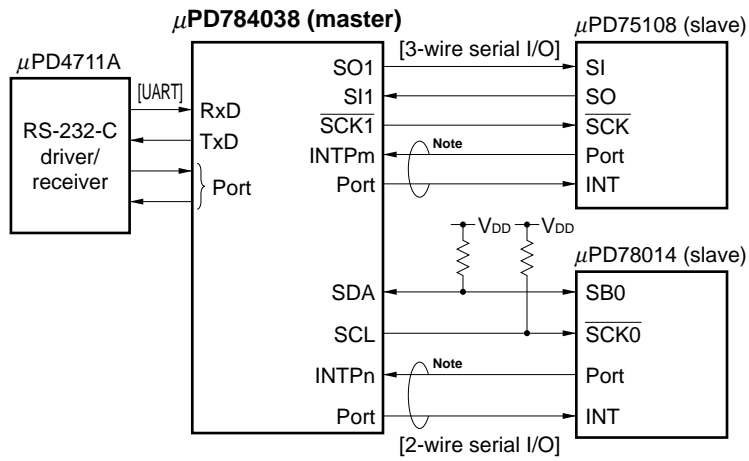 μPD784038 (master)
μPD4711A
[UART]
RS-232-C
driver/
receiver
RxD
TxD
Port
SO1
SI1
SCK1
INTPm
Port
SDA
SCL
INTPn
Port
[3-wire serial I/O]
Note
VDD VDD
Note
[2-wire serial I/O]
μPD75108 (slave)
SI
SO
SCK
Port
INT
μPD78014 (slave)
SB0
SCK0
Port
INT